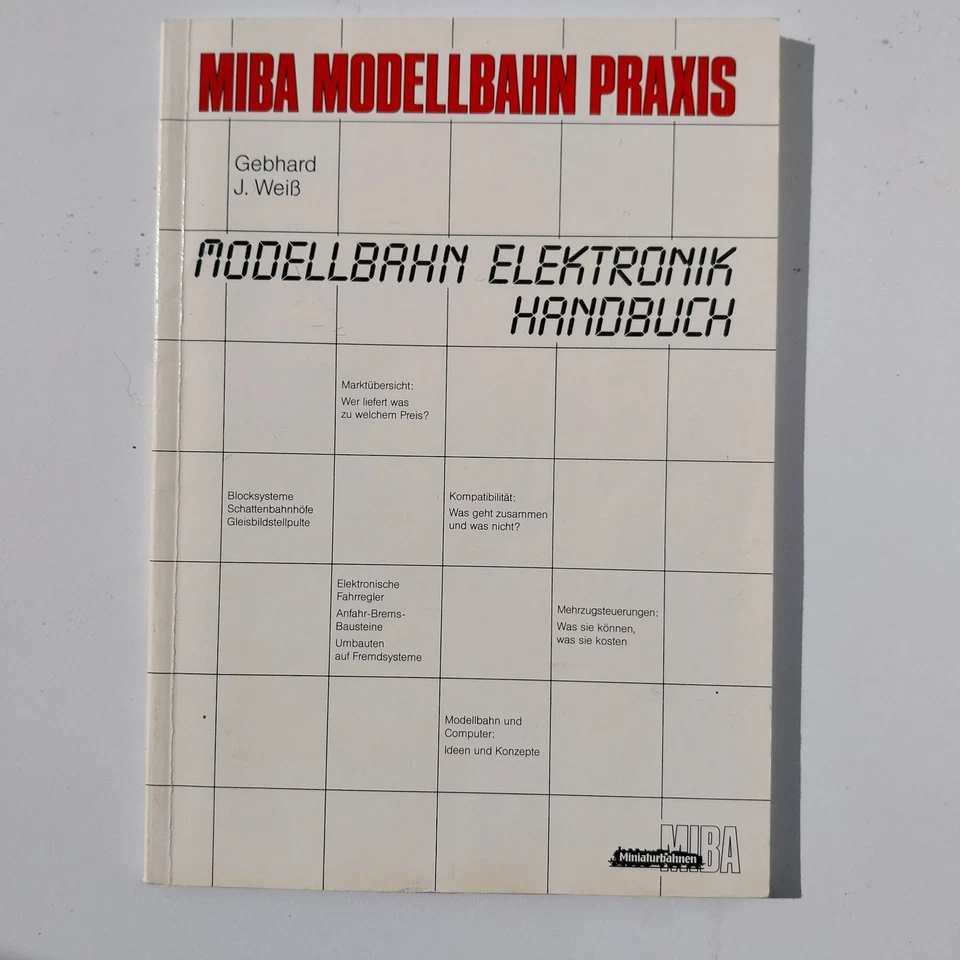 MIBA MODELLBAHN PRAXIS
Gebhard
J. Weiß
MODELLBAHN ELEKTRONIK
HANDBUCH
Marktübersicht:
Wer liefert was
zu welchem Preis?
Blocksysteme
Schattenbahnhöfe
Gleisbildstellpulte
Kompatibilität:
Was geht zusammen
und was nicht?
Elektronische
Fahrregler
Anfahr-Brems-
Bausteine
Umbauten
auf Fremdsysteme
Mehrzugsteuerungen:
Was sie können,
was sie kosten
Modellbahn und
Computer:
Ideen und Konzepte
MIBA
Miniaturbahnen